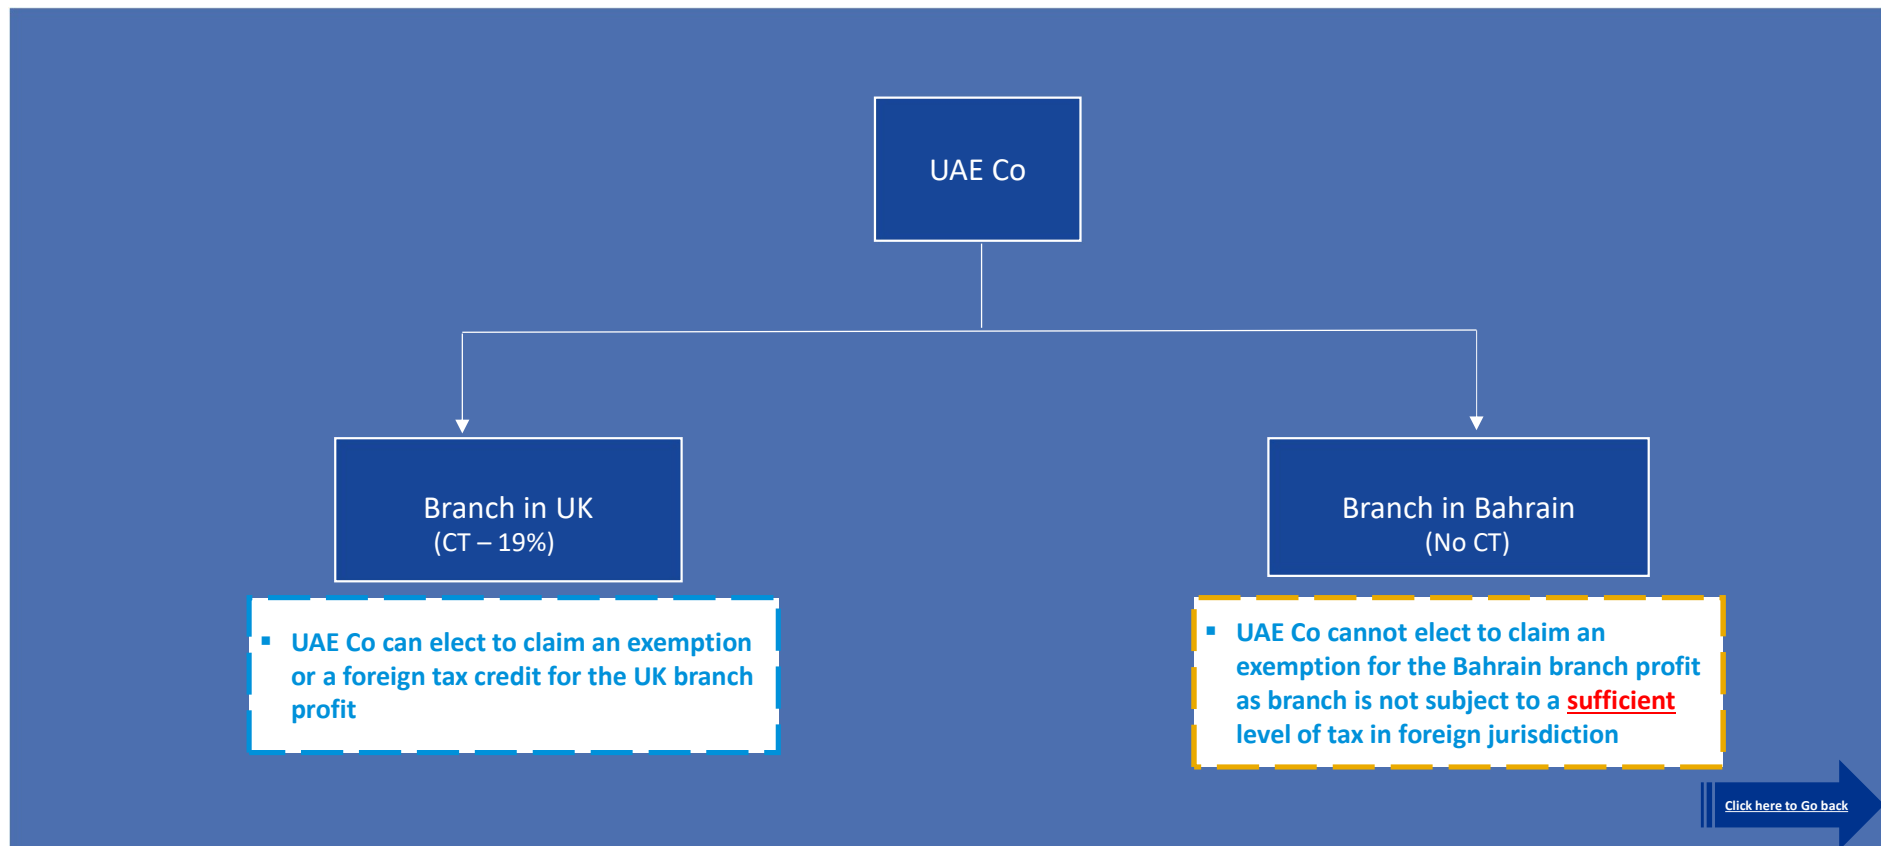 UAE Co
Branch in UK
(CT – 19%)
Branch in Bahrain
(No CT)
▪ UAE Co can elect to claim an exemption
or a foreign tax credit for the UK branch
profit
▪ UAE Co cannot elect to claim an
exemption for the Bahrain branch profit
as branch is not subject to a sufficient
level of tax in foreign jurisdiction
Click here to Go back